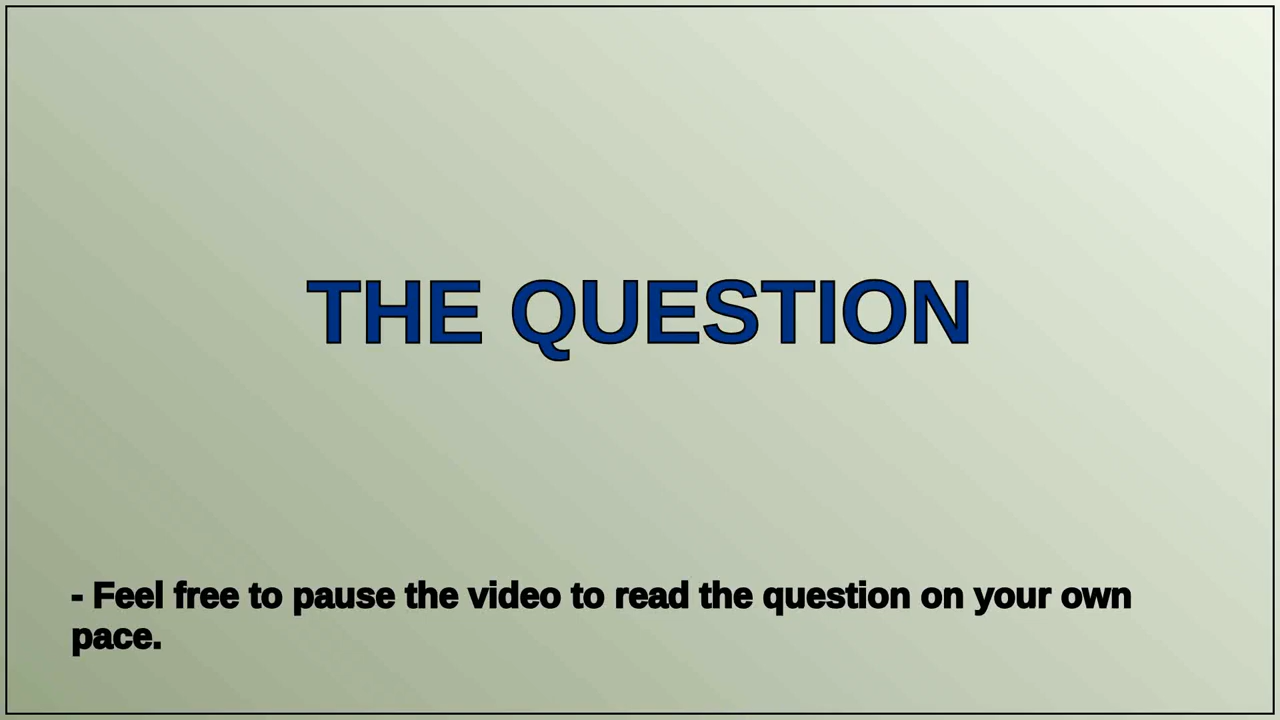 THE QUESTION
- Feel free to pause the video to read the question on your own
pace.